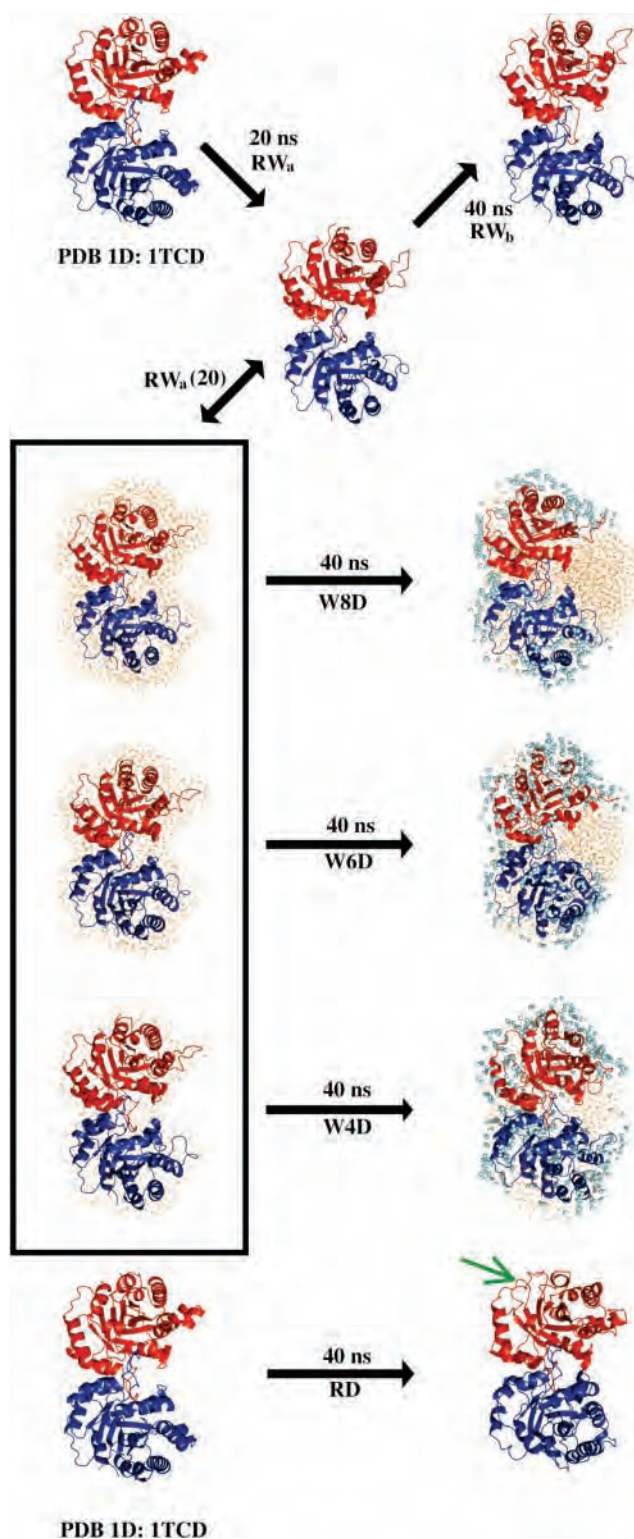 20 ns
RWa
40 ns
RWb
PDB 1D: 1TCD
RWa (20)
40 ns
W8D
40 ns
W6D
40 ns
W4D
40 ns
RD
PDB 1D: 1TCD